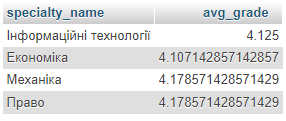 specialty_name avg_grade
Інформаційні технології 4.125
Економіка 4.107142857142857
Механіка 4.178571428571429
Право 4.178571428571429